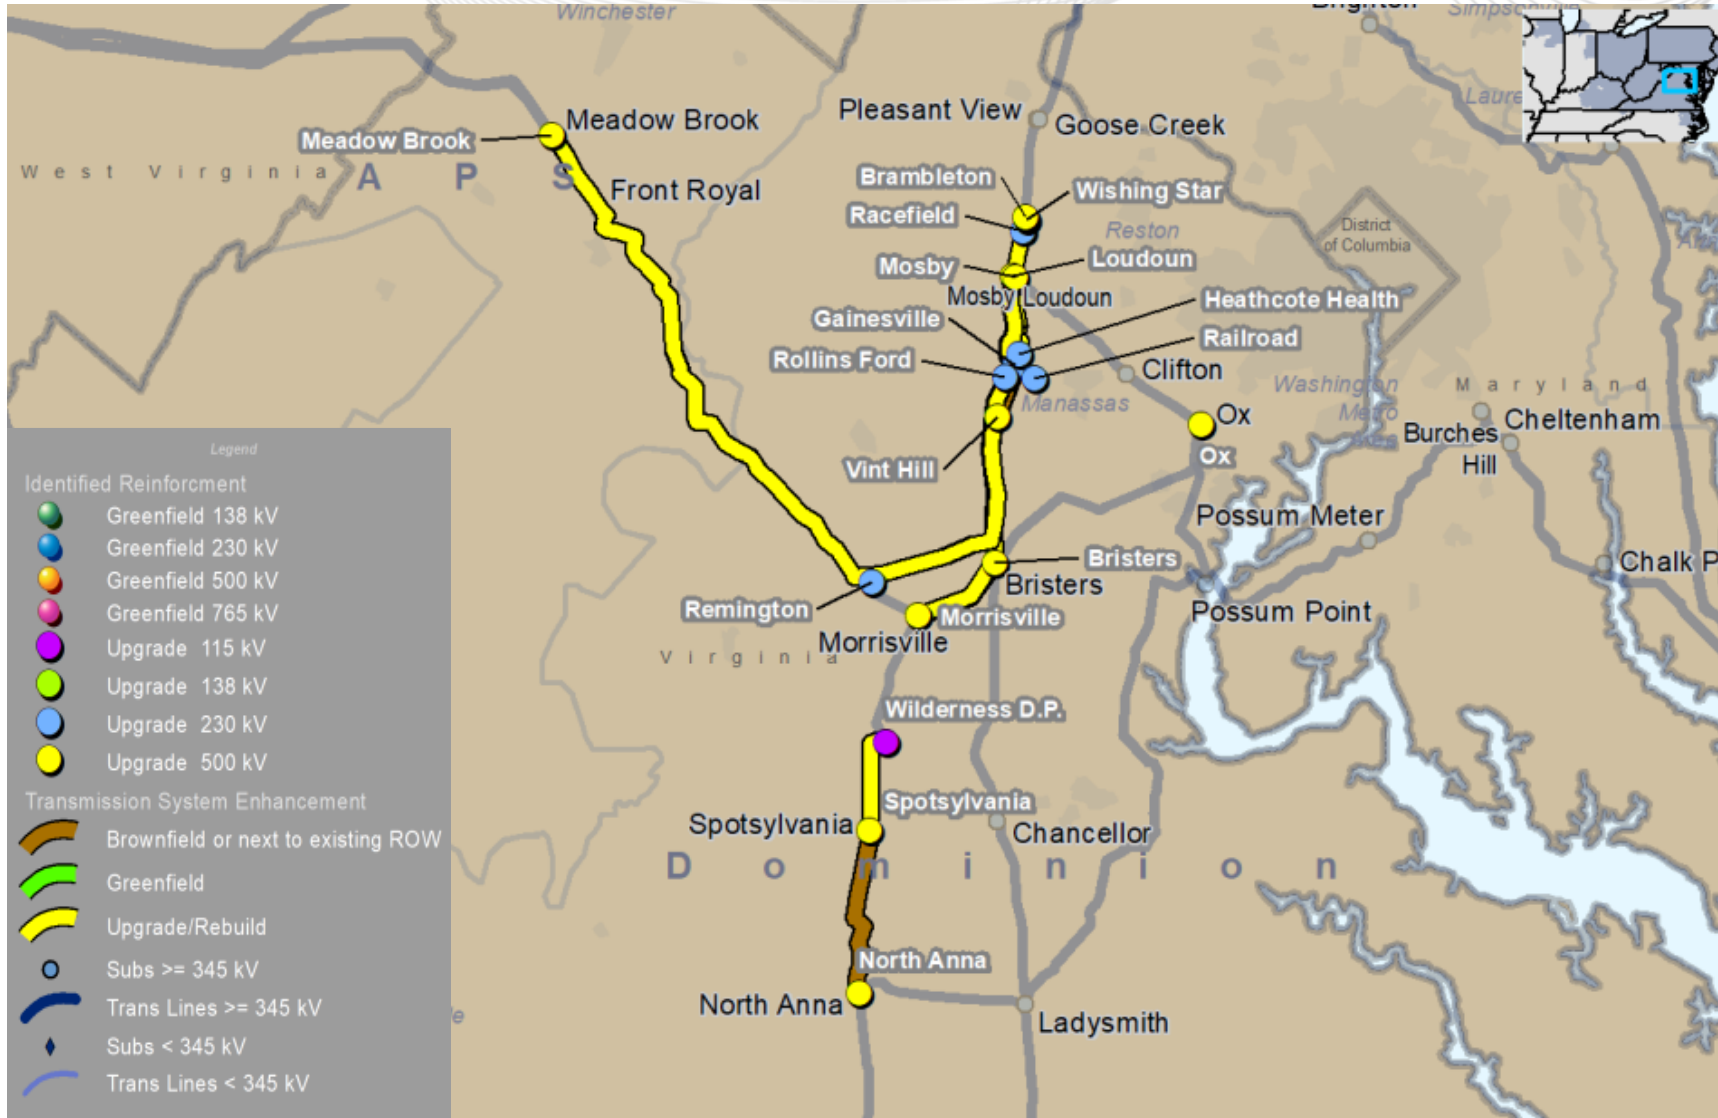 Winchester
Brighton
Simpsonville
Laure
Pleasant View
Goose Creek
Meadow Brook
Meadow Brook
West Virginia
A P S
Front Royal
Brambleton
Wishing Star
Racefield
Reston
District
of Columbia
Mosby
Loudoun
Mosby
Loudoun
Heathcote Health
Gainesville
Railroad
Rollins Ford
Clifton
Manassas
Washington
Metro
Area
Maryland
Ox
Ox
Burches
Hill
Cheltenham
Vint Hill
Possum Meter
Bristers
Bristers
Chalk P
Possum Point
Remington
Morrisville
Morrisville
Virginia
Wilderness D.P.
Spotsylvania
Spotsylvania
Chancellor
Dominion
North Anna
North Anna
Ladysmith
e
Legend
Identified Reinforcment
Greenfield 138 kV
Greenfield 230 kV
Greenfield 500 kV
Greenfield 765 kV
Upgrade 115 kV
Upgrade 138 kV
Upgrade 230 kV
Upgrade 500 kV
Transmission System Enhancement
Brownfield or next to existing ROW
Greenfield
Upgrade/Rebuild
Subs >= 345 kV
Trans Lines >= 345 kV
Subs < 345 kV
Trans Lines < 345 kV